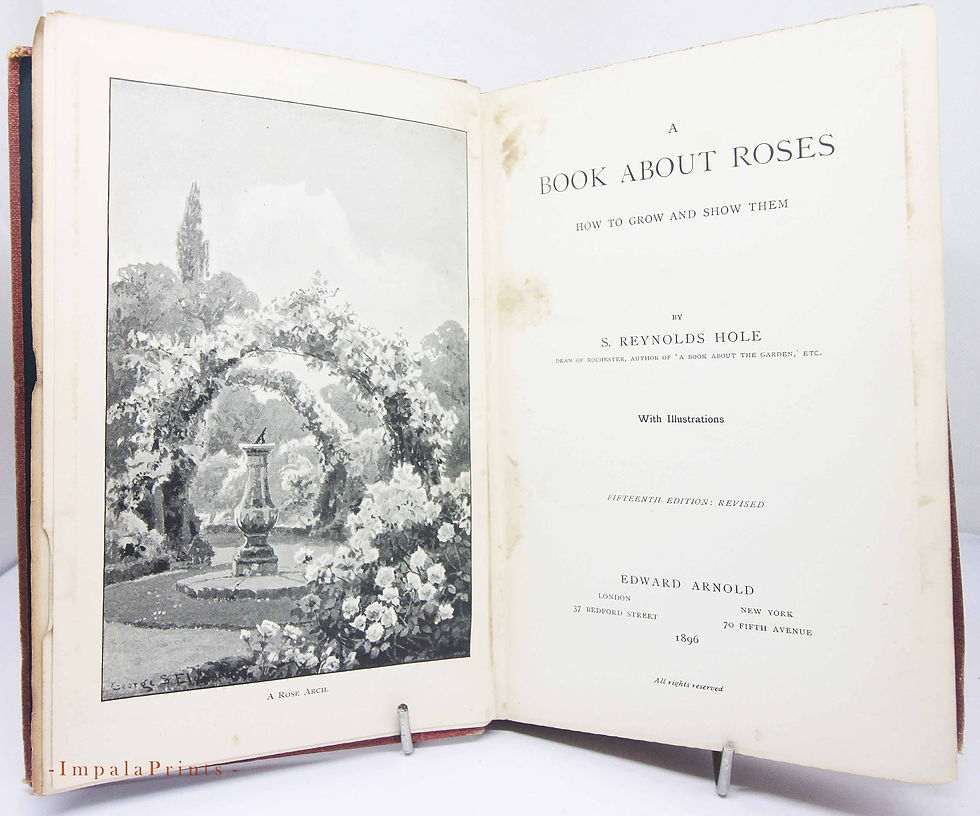 George S. El
A ROSE ARCH.
-ImpalaPrints-
A
BOOK ABOUT ROSES
HOW TO GROW AND SHOW THEM
BY
S. REYNOLDS HOLE
DEAN OF ROCHESTER, AUTHOR OF 'A BOOK ABOUT THE GARDEN,' ETC.
With Illustrations
FIFTEENTH EDITION: REVISED
EDWARD ARNOLD
LONDON
37 BEDFORD STREET
NEW YORK
70 FIFTH AVENUE
1896
All rights reserved